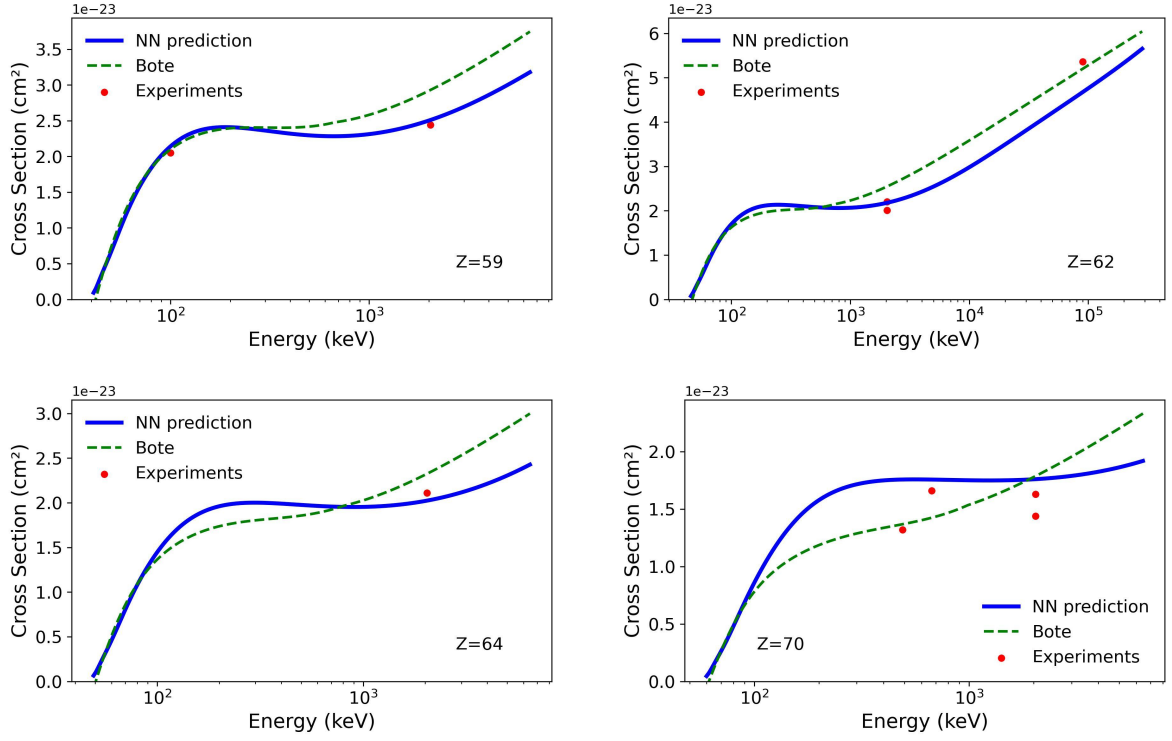 1e−23
NN prediction
Bote
Experiments
3.5
3.0
2.5
2.0
1.5
1.0
0.5
0.0
Cross Section (cm²)
Z=59
10² 10³
Energy (keV)
1e−23
NN prediction
Bote
Experiments
6
5
4
3
2
1
0
Cross Section (cm²)
Z=62
10² 10³ 10⁴ 10⁵
Energy (keV)
1e−23
NN prediction
Bote
Experiments
3.0
2.5
2.0
1.5
1.0
0.5
0.0
Cross Section (cm²)
Z=64
10² 10³
Energy (keV)
1e−23
2.0
1.5
1.0
0.5
0.0
Cross Section (cm²)
NN prediction
Bote
Experiments
Z=70
10² 10³
Energy (keV)